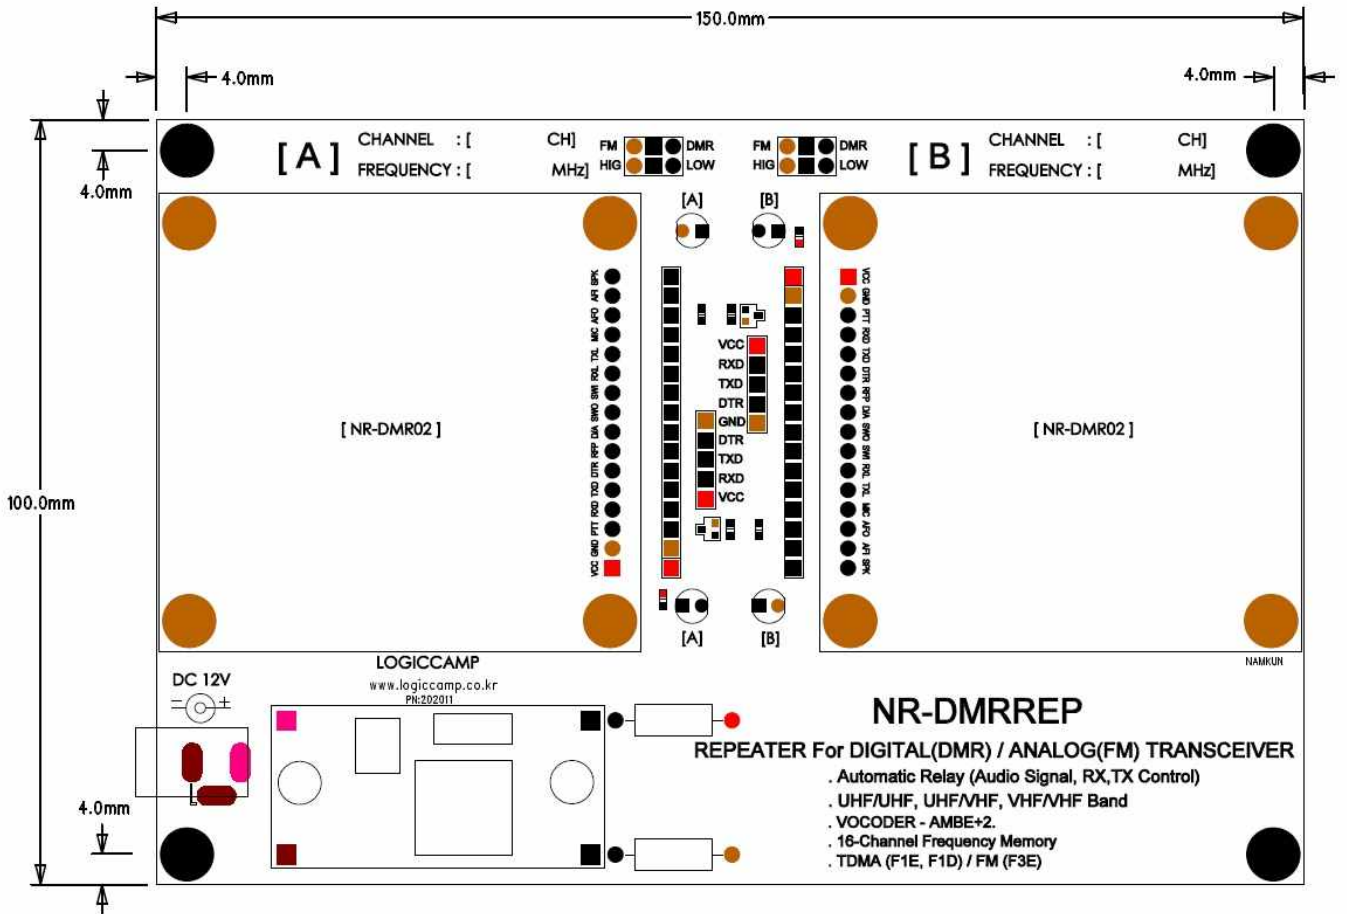 150.0mm
4.0mm
4.0mm
4.0mm
[A]
CHANNEL : [ CH]
FREQUENCY : [ MHz]
FM DMR
HIG LOW
FM DMR
HIG LOW
[B]
CHANNEL : [ CH]
FREQUENCY : [ MHz]
[A]
[B]
[ NR-DMR02 ]
SPK
AFI
AFO
MIC
TXL
RXL
SWI
SWO
D/A
RFP
DTR
TXD
RXD
PTT
GND
VCC
VCC
RXD
TXD
DTR
GND
DTR
TXD
RXD
VCC
VCC
GND
PTT
RXD
TXD
DTR
RFP
D/A
SWO
SWI
RXL
TXL
MIC
AFO
AFI
SPK
[ NR-DMR02 ]
100.0mm
[A]
[B]
NAMKUN
LOGICCAMP
www.logiccamp.co.kr
PN:202011
DC 12V
- +
4.0mm
NR-DMRREP
REPEATER For DIGITAL(DMR) / ANALOG(FM) TRANSCEIVER
. Automatic Relay (Audio Signal, RX,TX Control)
. UHF/UHF, UHF/VHF, VHF/VHF Band
. VOCODER - AMBE+2.
. 16-Channel Frequency Memory
. TDMA (F1E, F1D) / FM (F3E)